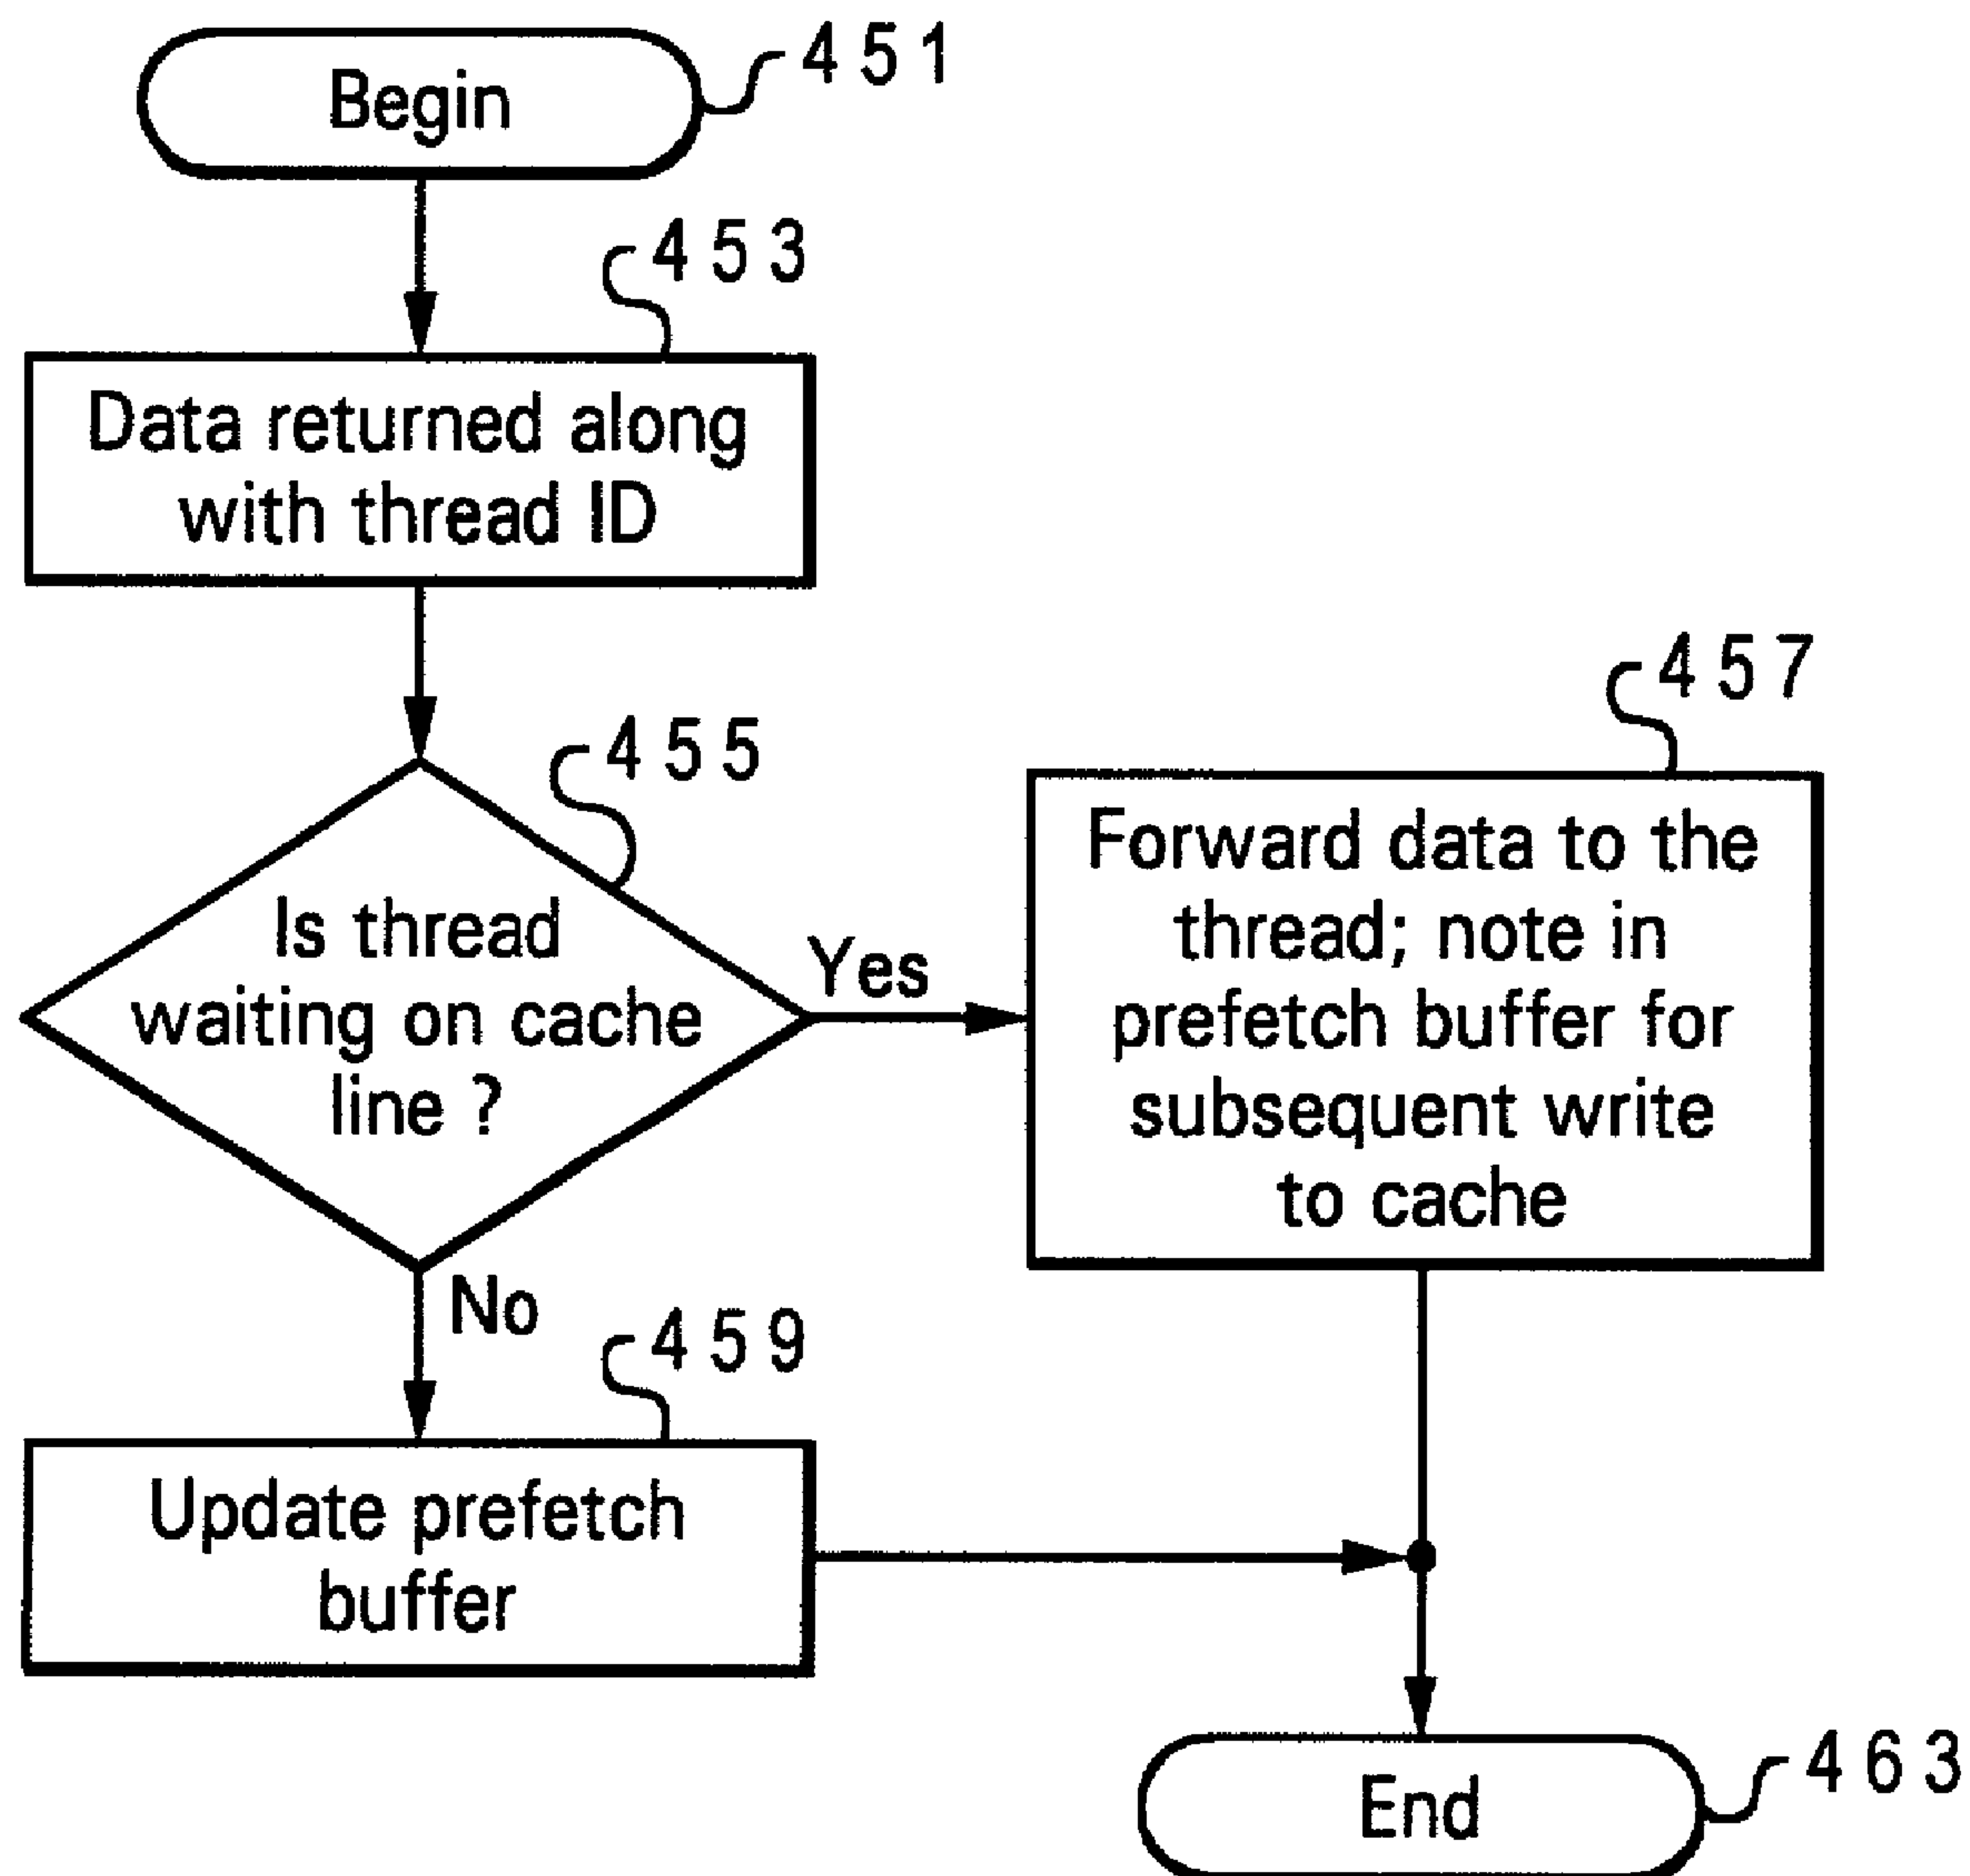 Begin
451
453
Data returned along
with thread ID
455
Is thread
waiting on cache
line ?
Yes
457
Forward data to the
thread; note in
prefetch buffer for
subsequent write
to cache
No
459
Update prefetch
buffer
End
463